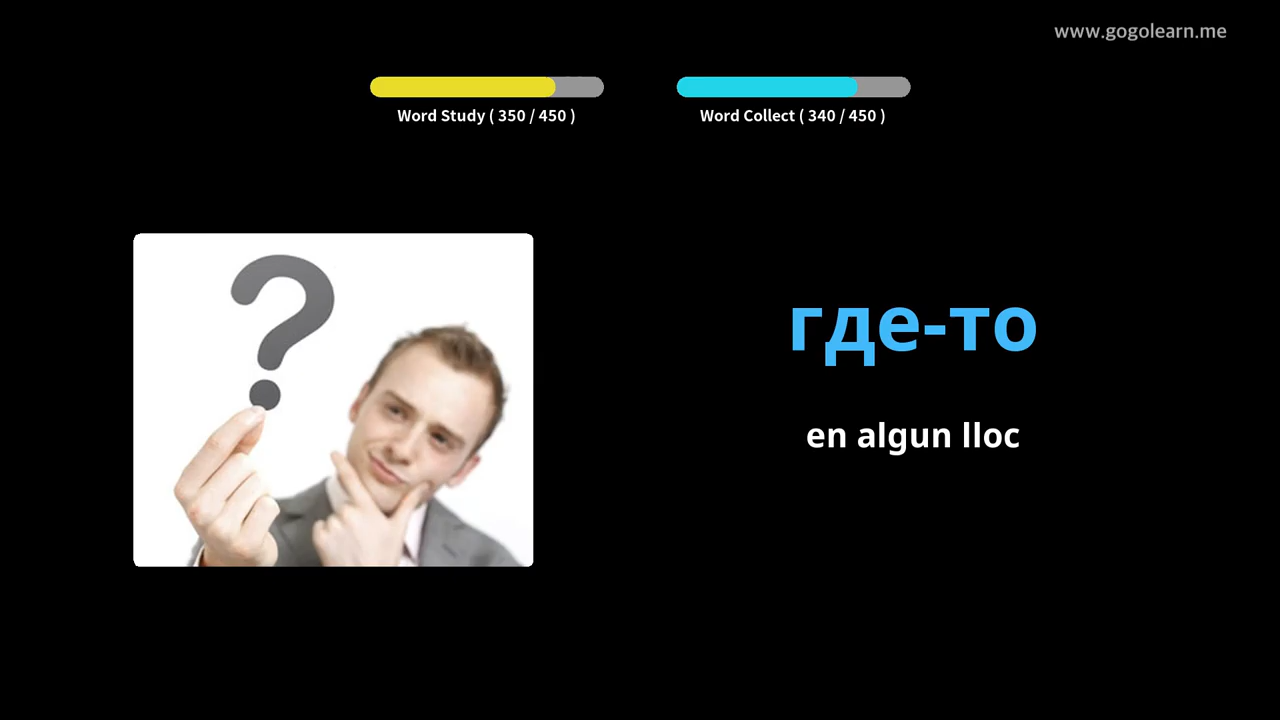 www.gogolearn.me
Word Study ( 350 / 450 )
Word Collect ( 340 / 450 )
?
где-то
en algun lloc